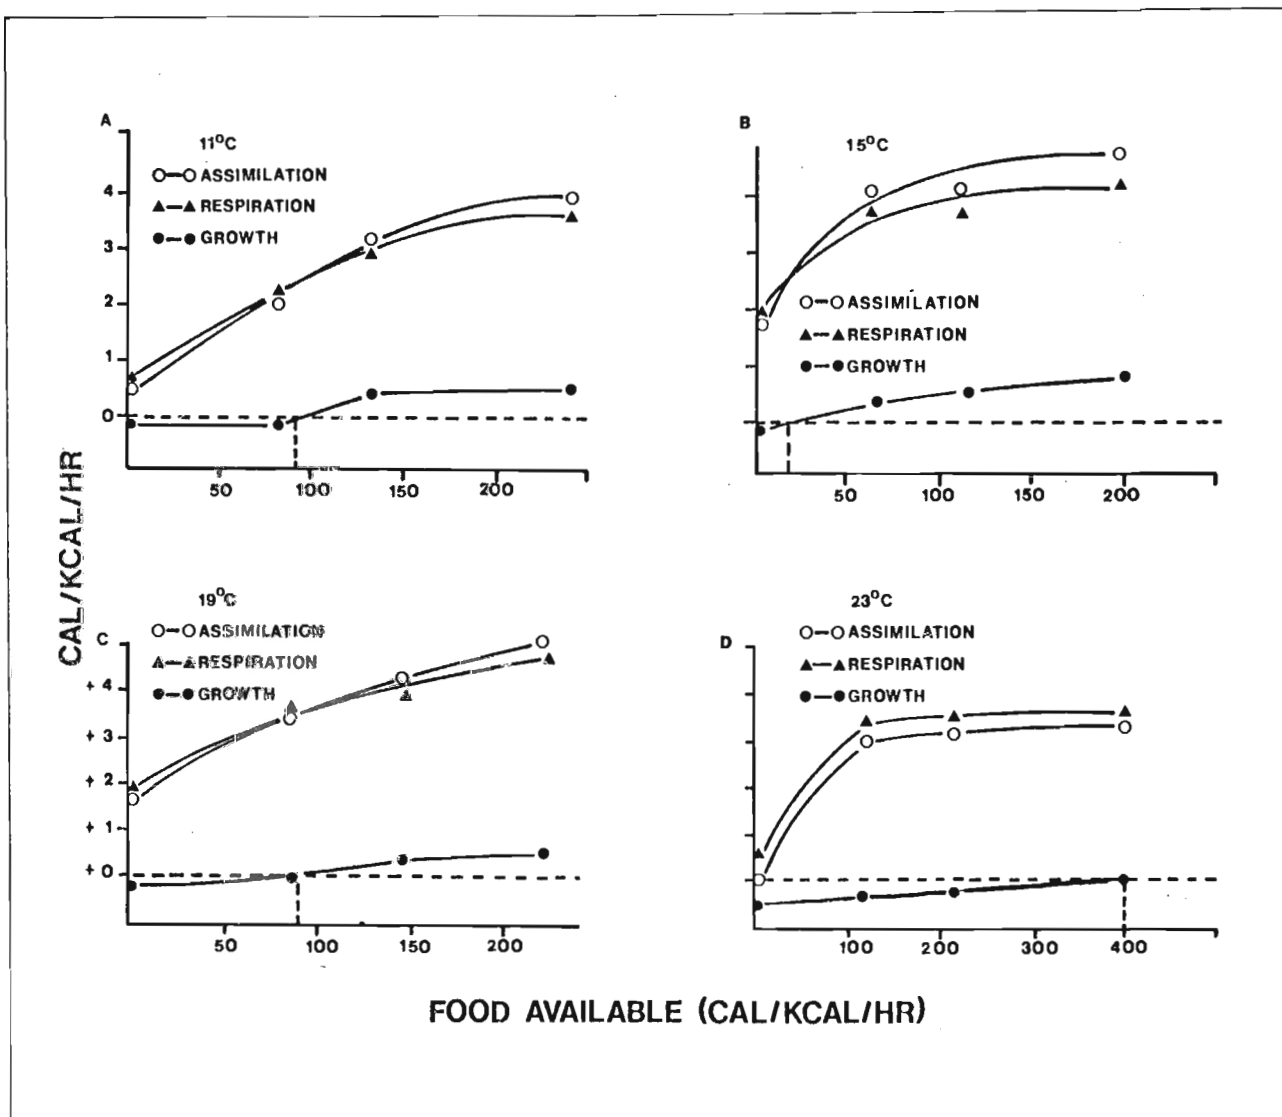 A
11°C
○–○ ASSIMILATION
▲–▲ RESPIRATION
●–● GROWTH
4
3
2
1
0
50 100 150 200
B
15°C
○–○ ASSIMILATION
▲–▲ RESPIRATION
●–● GROWTH
50 100 150 200
CAL/KCAL/HR
C
19°C
○–○ ASSIMILATION
▲–▲ RESPIRATION
●–● GROWTH
+ 4
+ 3
+ 2
+ 1
+ 0
50 100 150 200
D
23°C
○–○ ASSIMILATION
▲–▲ RESPIRATION
●–● GROWTH
100 200 300 400
FOOD AVAILABLE (CAL/KCAL/HR)